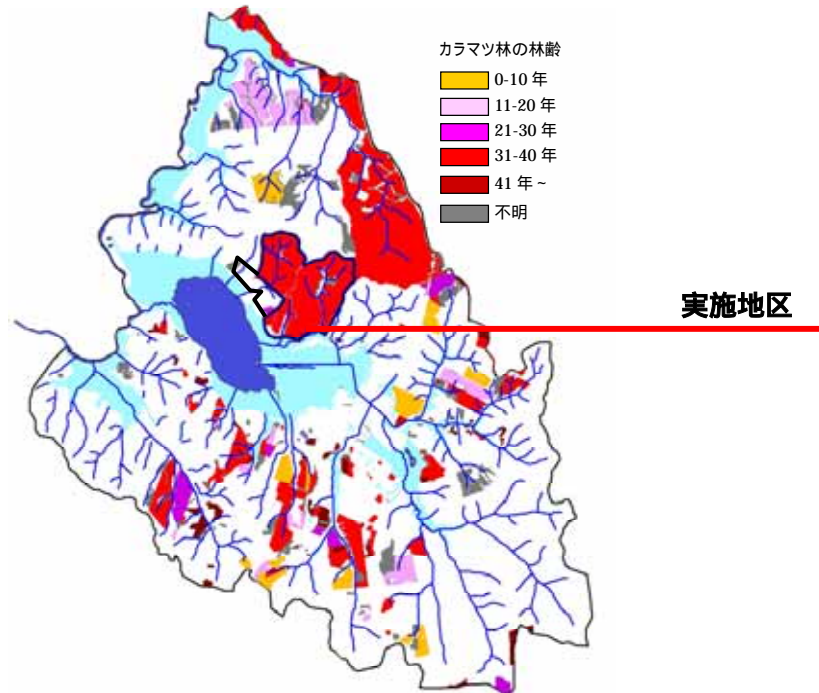 カラマツ林の林齢
0-10 年
11-20 年
21-30 年
31-40 年
41 年 ~
不明
実施地区